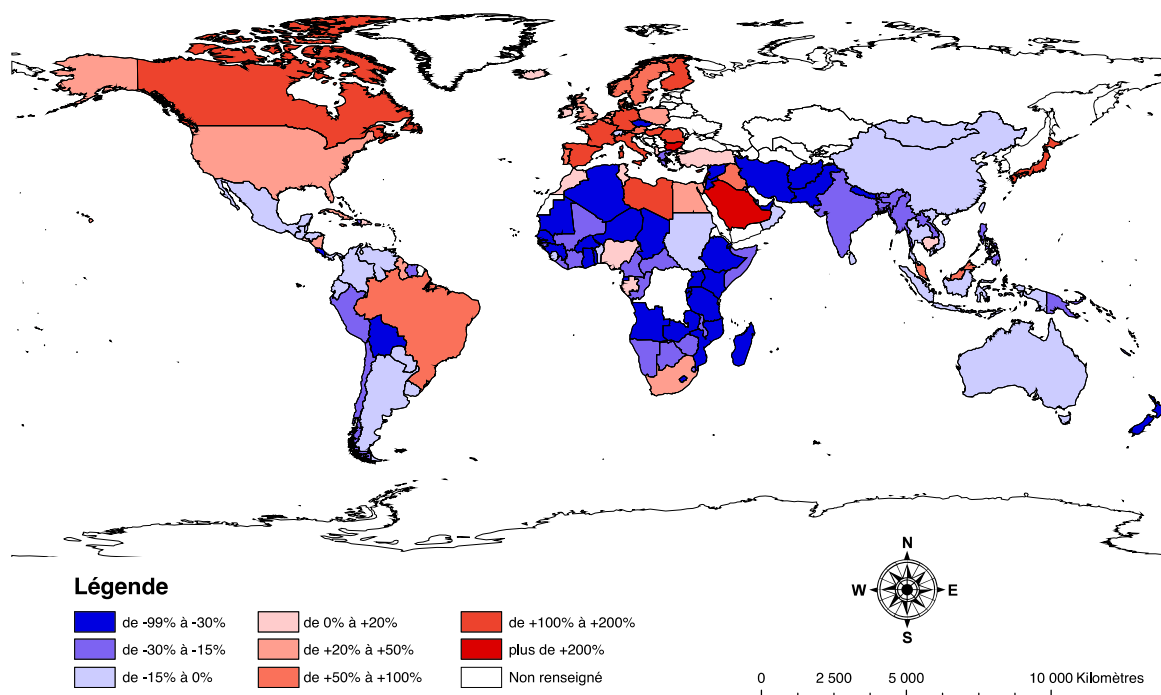 N
W E
S
Légende
de -99% à -30%
de -30% à -15%
de -15% à 0%
de 0% à +20%
de +20% à +50%
de +50% à +100%
de +100% à +200%
plus de +200%
Non renseigné
0 2 500 5 000 10 000 Kilomètres